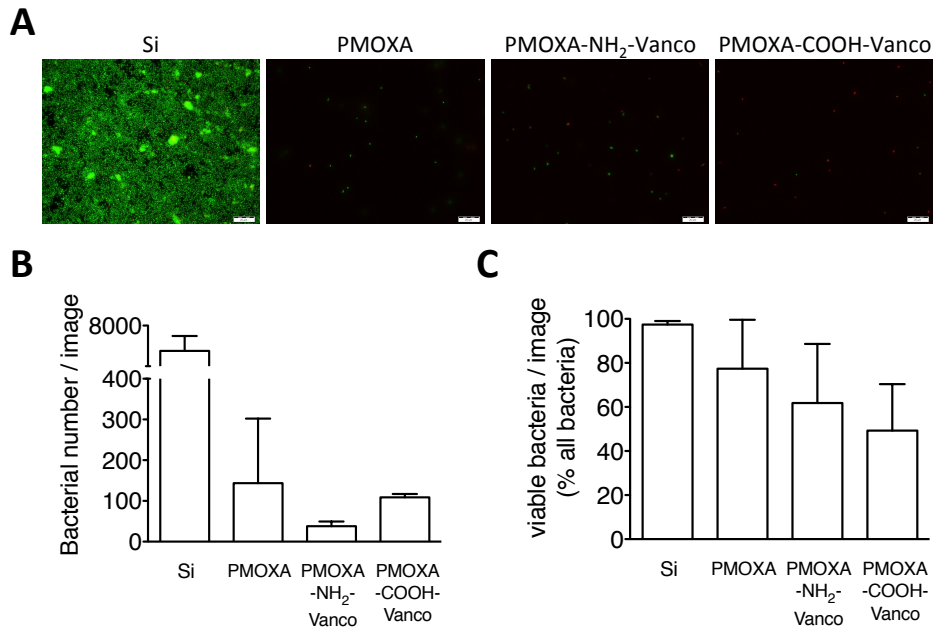 A
Si
PMOXA
PMOXA-NH₂-Vanco
PMOXA-COOH-Vanco
B
Bacterial number / image
8000
400
300
200
100
0
Si
PMOXA
PMOXA
-NH₂-
Vanco
PMOXA
-COOH-
Vanco
C
viable bacteria / image
(% all bacteria)
100
80
60
40
20
0
Si
PMOXA
PMOXA
-NH₂-
Vanco
PMOXA
-COOH-
Vanco